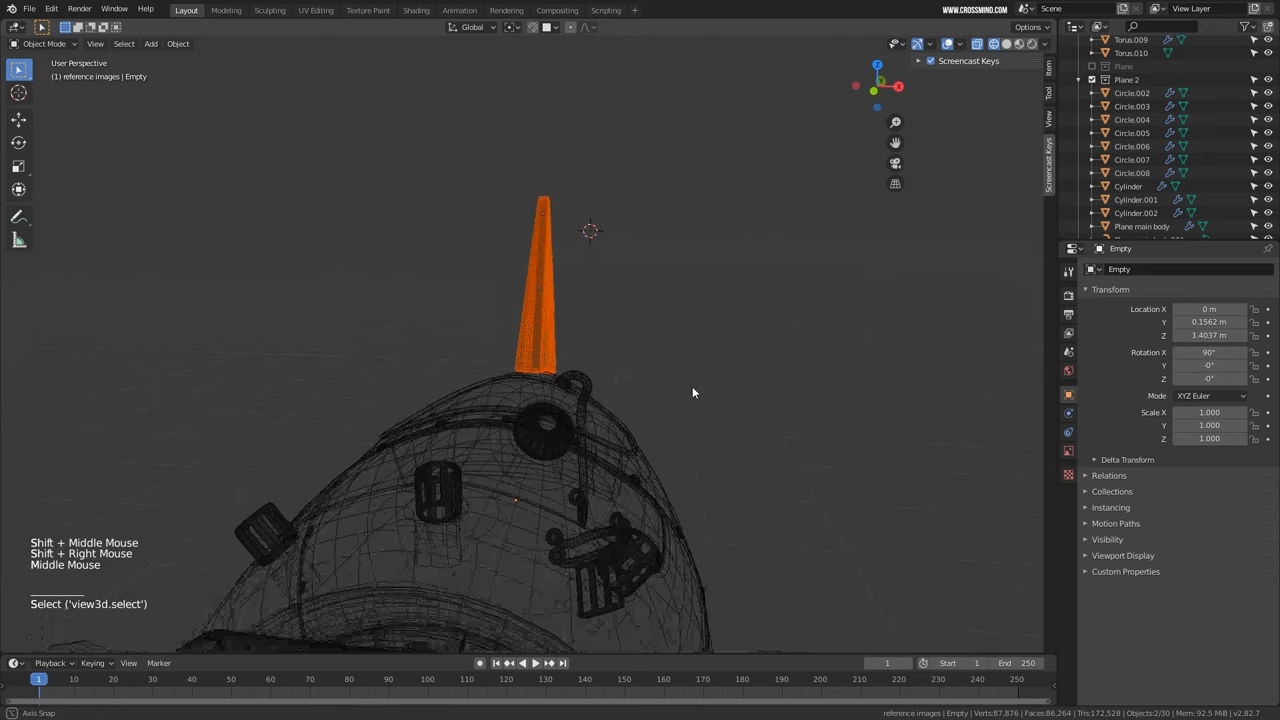 File Edit Render Window Help Layout Modeling Sculpting UV Editing Texture Paint Shading Animation Rendering Compositing Scripting + WWW.CROSSMIND.COM Scene View Layer
Global Options
Object Mode View Select Add Object
User Perspective
(1) reference images | Empty
Screencast Keys
Z
Y
X
Item
Tool
View
Screencast Keys
Torus.009
Torus.010
Plane
Plane 2
Circle.002
Circle.003
Circle.004
Circle.005
Circle.006
Circle.007
Circle.008
Cylinder
Cylinder.001
Cylinder.002
Plane main body
Empty
Empty
Transform
Location X 0 m
Y 0.1562 m
Z 1.4037 m
Rotation X 90°
Y -0°
Z -0°
Mode XYZ Euler
Scale X 1.000
Y 1.000
Z 1.000
Delta Transform
Relations
Collections
Instancing
Motion Paths
Visibility
Viewport Display
Custom Properties
Shift + Middle Mouse
Shift + Right Mouse
Middle Mouse
Select ('view3d.select')
Playback Keying View Marker 1 Start 1 End 250
1 10 20 30 40 50 60 70 80 90 100 110 120 130 140 150 160 170 180 190 200 210 220 230 240 250
Axis Snap reference images | Empty | Verts:87,876 | Faces:86,264 | Tris:172,528 | Objects:2/30 | Mem: 92.5 MiB | v2.82.7